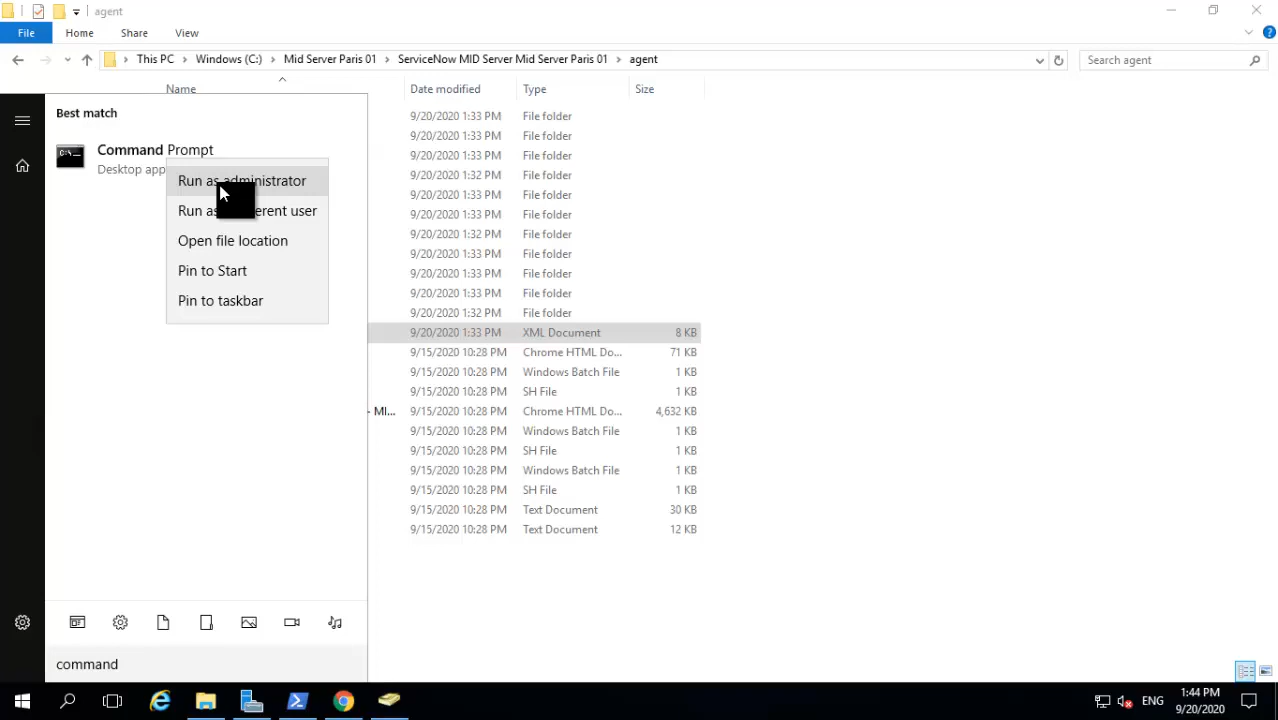 agent
File Home Share View
This PC Windows (C:) Mid Server Paris 01 ServiceNow MID Server Mid Server Paris 01 agent
Search agent
Name Date modified Type Size
Best match
Command Prompt
Desktop app
Run as administrator
Run as erent user
Open file location
Pin to Start
Pin to taskbar
9/20/2020 1:33 PM File folder
9/20/2020 1:33 PM File folder
9/20/2020 1:33 PM File folder
9/20/2020 1:32 PM File folder
9/20/2020 1:33 PM File folder
9/20/2020 1:33 PM File folder
9/20/2020 1:32 PM File folder
9/20/2020 1:33 PM File folder
9/20/2020 1:33 PM File folder
9/20/2020 1:33 PM File folder
9/20/2020 1:32 PM File folder
9/20/2020 1:33 PM XML Document 8 KB
9/15/2020 10:28 PM Chrome HTML Do... 71 KB
9/15/2020 10:28 PM Windows Batch File 1 KB
9/15/2020 10:28 PM SH File 1 KB
- MI... 9/15/2020 10:28 PM Chrome HTML Do... 4,632 KB
9/15/2020 10:28 PM Windows Batch File 1 KB
9/15/2020 10:28 PM SH File 1 KB
9/15/2020 10:28 PM Windows Batch File 1 KB
9/15/2020 10:28 PM SH File 1 KB
9/15/2020 10:28 PM Text Document 30 KB
9/15/2020 10:28 PM Text Document 12 KB
command
ENG
1:44 PM
9/20/2020